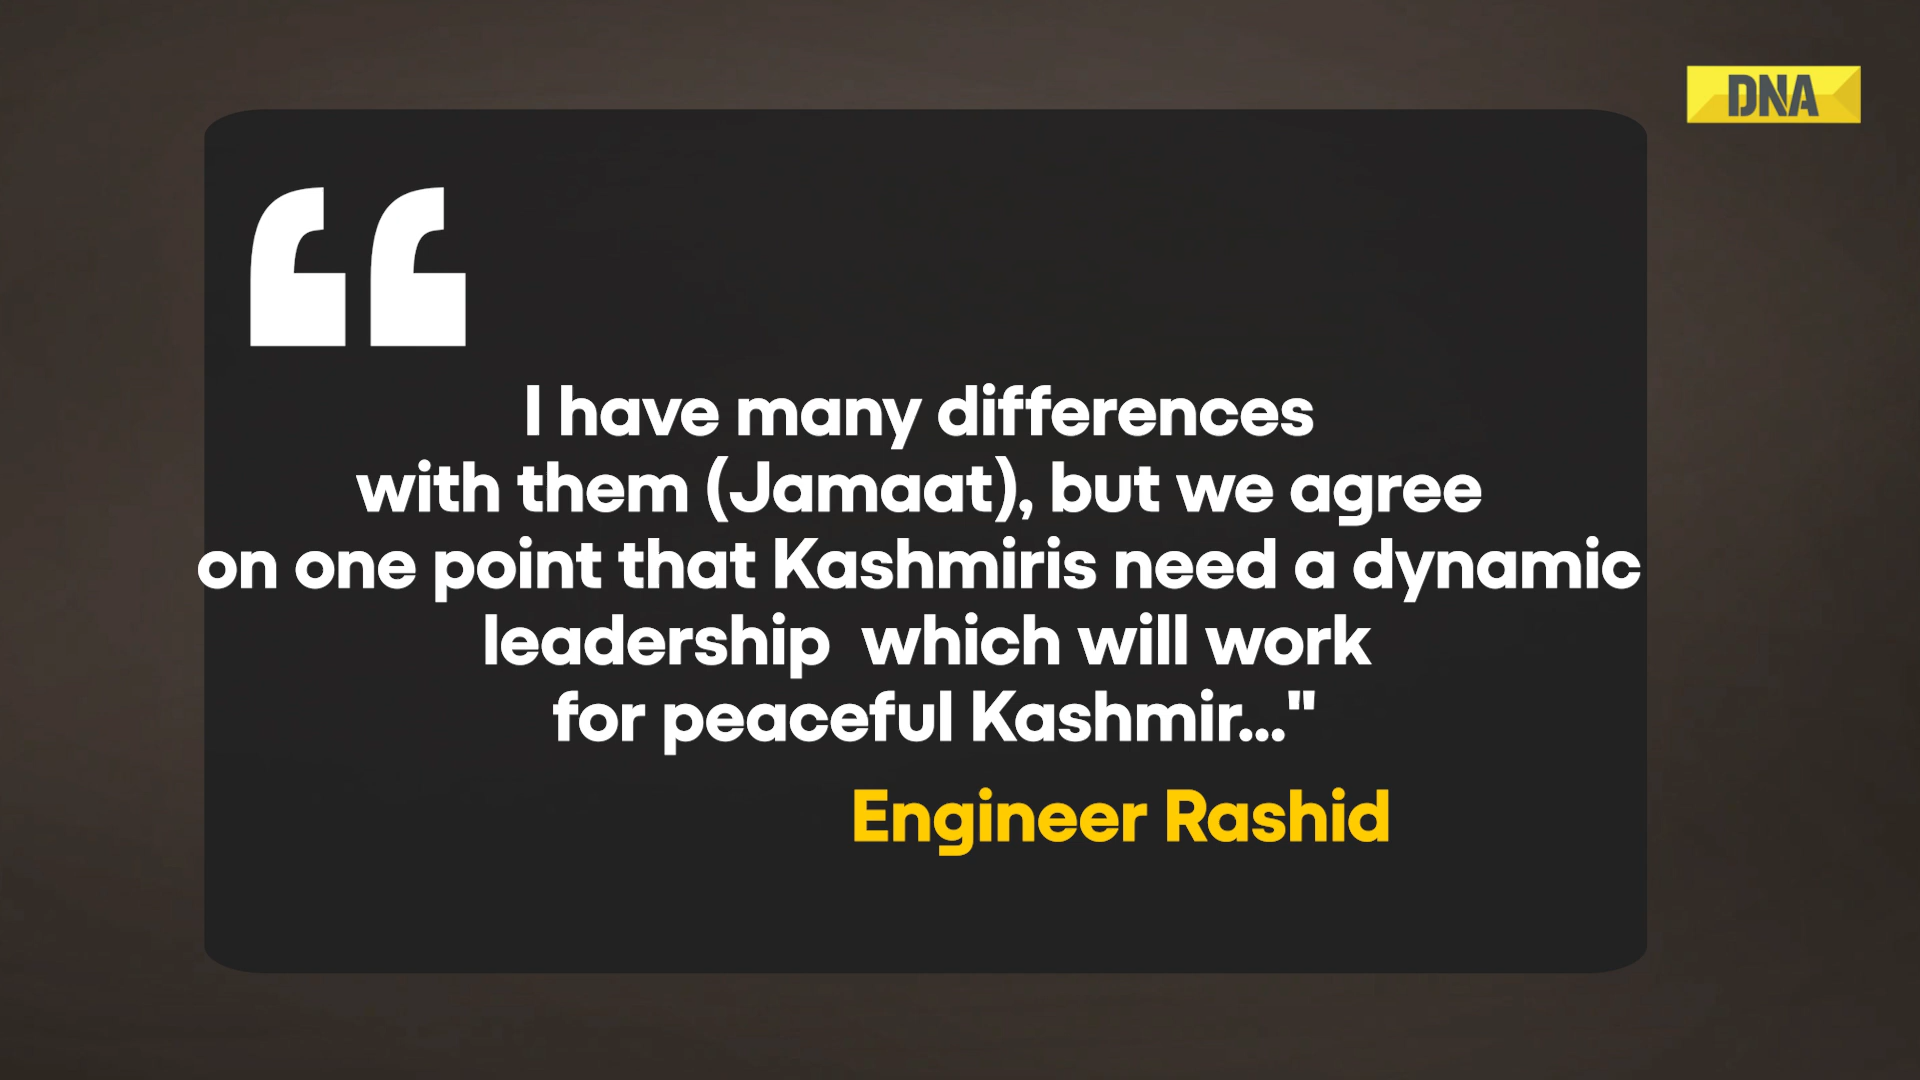 DNA
“
I have many differences
with them (Jamaat), but we agree
on one point that Kashmiris need a dynamic
leadership  which will work
for peaceful Kashmir..."
Engineer Rashid